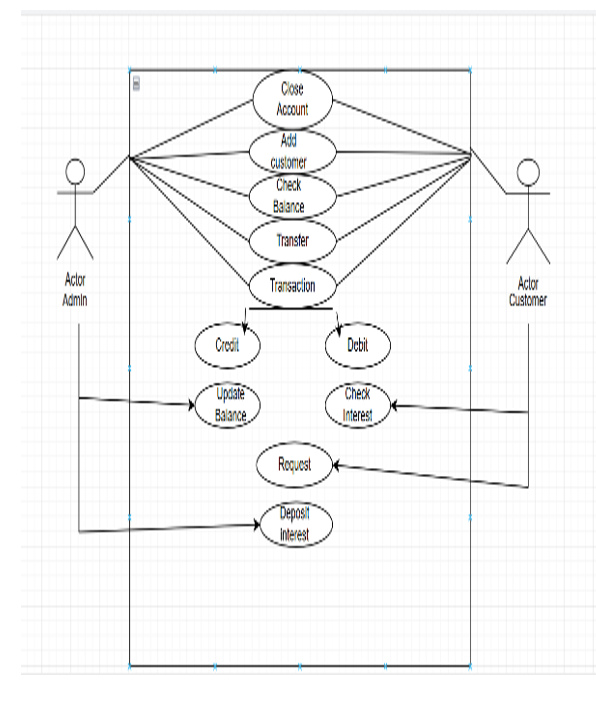 Close
Account
Add
customer
Check
Balance
Transfer
Transaction
Actor
Admin
Actor
Customer
Credit
Debit
Update
Balance
Check
Interest
Request
Deposit
Interest